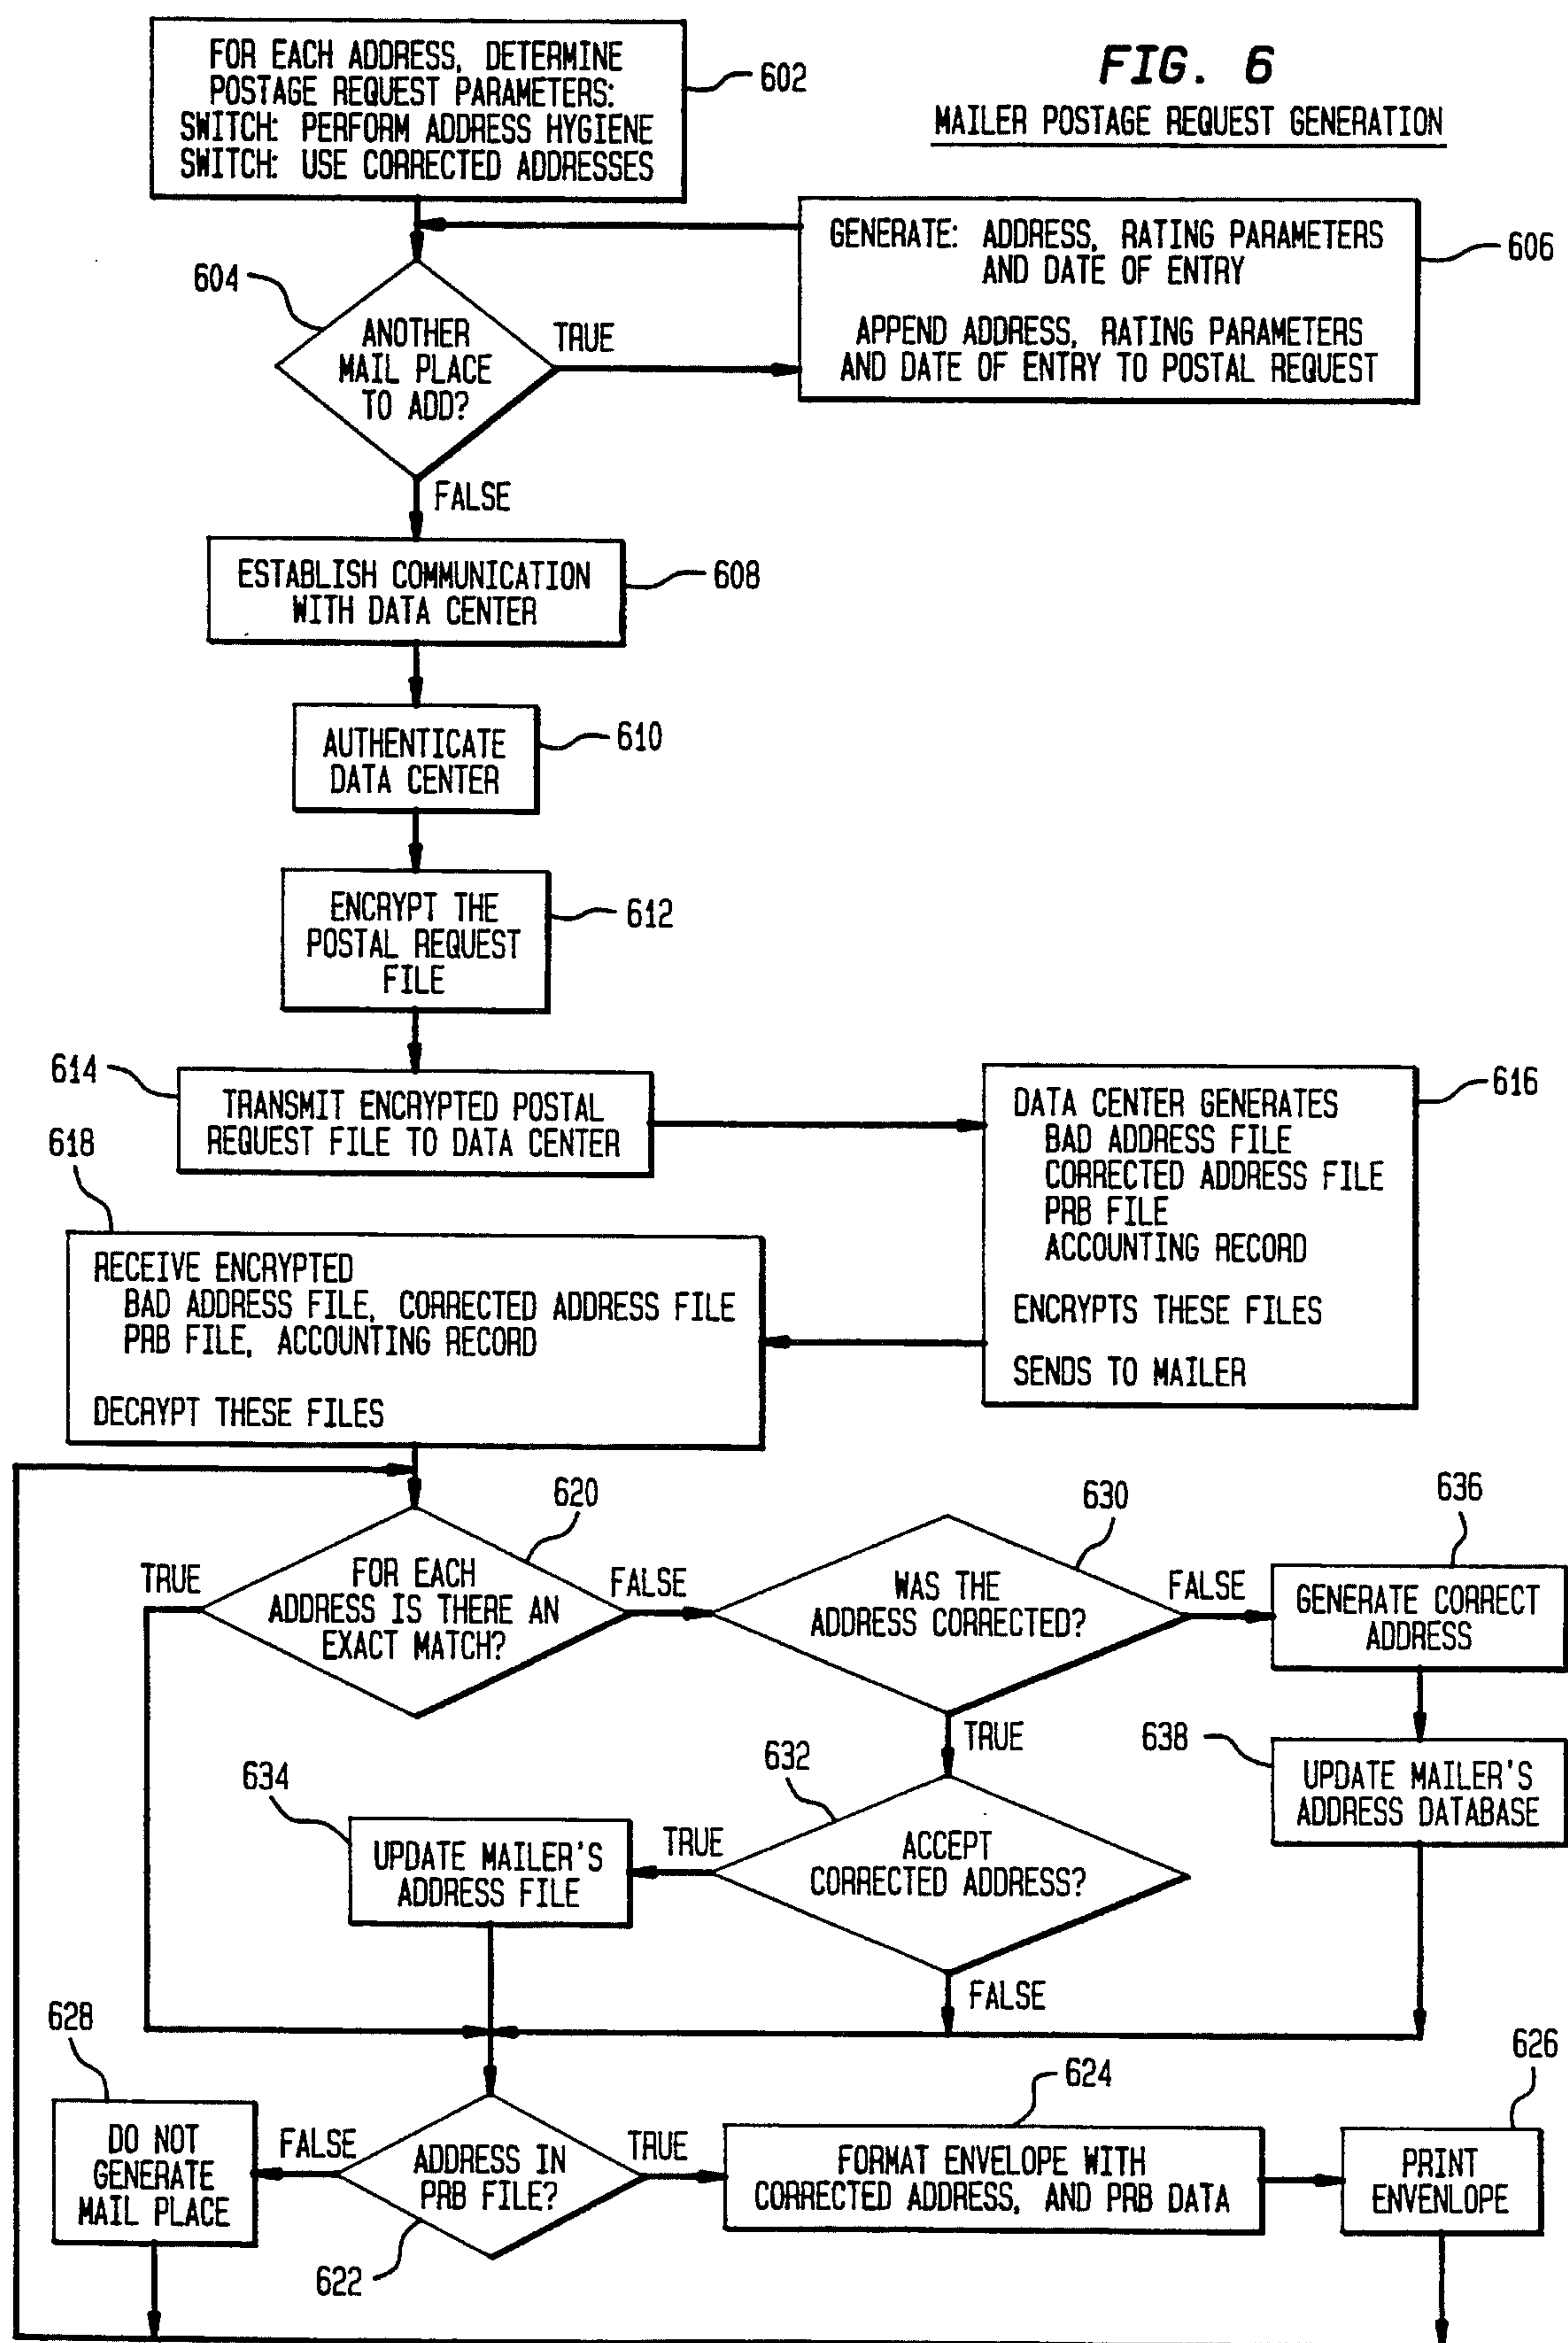 FIG. 6
MAILER POSTAGE REQUEST GENERATION
FOR EACH ADDRESS, DETERMINE
POSTAGE REQUEST PARAMETERS:
SWITCH: PERFORM ADDRESS HYGIENE
SWITCH: USE CORRECTED ADDRESSES
602
GENERATE: ADDRESS, RATING PARAMETERS
AND DATE OF ENTRY
APPEND ADDRESS, RATING PARAMETERS
AND DATE OF ENTRY TO POSTAL REQUEST
606
604
ANOTHER
MAIL PLACE
TO ADD?
TRUE
FALSE
ESTABLISH COMMUNICATION
WITH DATA CENTER
608
AUTHENTICATE
DATA CENTER
610
ENCRYPT THE
POSTAL REQUEST
FILE
612
614
TRANSMIT ENCRYPTED POSTAL
REQUEST FILE TO DATA CENTER
616
DATA CENTER GENERATES
BAD ADDRESS FILE
CORRECTED ADDRESS FILE
PRB FILE
ACCOUNTING RECORD
ENCRYPTS THESE FILES
SENDS TO MAILER
618
RECEIVE ENCRYPTED
BAD ADDRESS FILE, CORRECTED ADDRESS FILE
PRB FILE, ACCOUNTING RECORD
DECRYPT THESE FILES
620
TRUE
FOR EACH
ADDRESS IS THERE AN
EXACT MATCH?
FALSE
630
WAS THE
ADDRESS CORRECTED?
FALSE
TRUE
636
GENERATE CORRECT
ADDRESS
638
UPDATE MAILER'S
ADDRESS DATABASE
632
ACCEPT
CORRECTED ADDRESS?
TRUE
FALSE
634
UPDATE MAILER'S
ADDRESS FILE
628
DO NOT
GENERATE
MAIL PLACE
FALSE
ADDRESS IN
PRB FILE?
622
TRUE
624
FORMAT ENVELOPE WITH
CORRECTED ADDRESS, AND PRB DATA
626
PRINT
ENVENLOPE